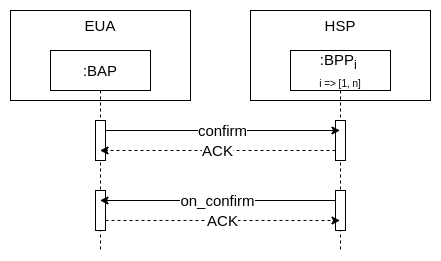 EUA
HSP
:BAP
:BPPi
i => [1, n]
confirm
ACK
on_confirm
ACK